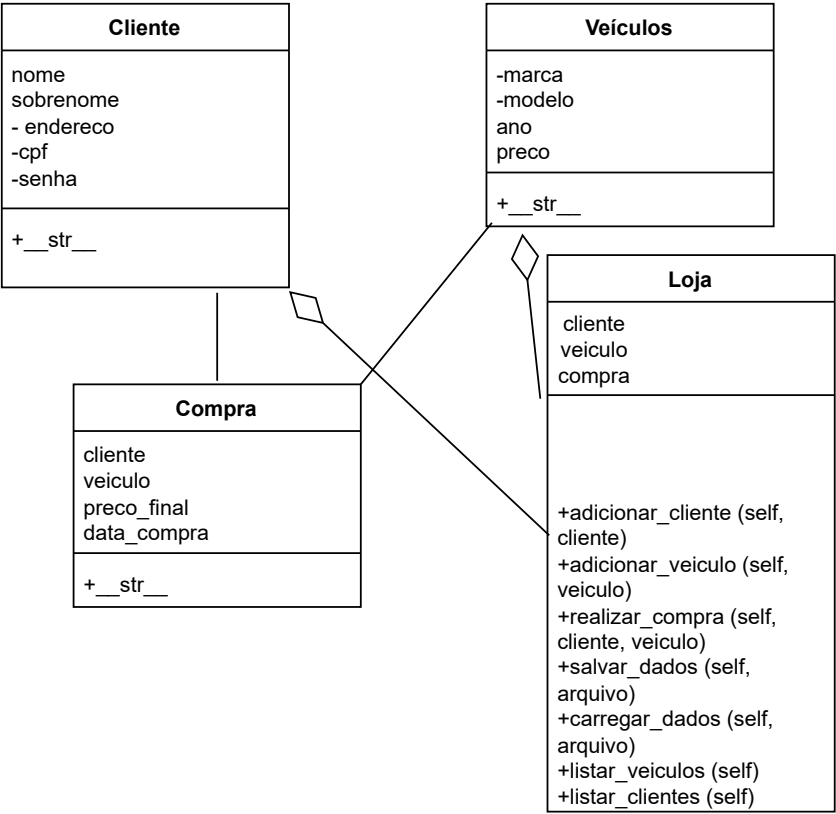 Cliente
nome
sobrenome
- endereco
-cpf
-senha
+__str__
Veículos
-marca
-modelo
ano
preco
+__str__
Compra
cliente
veiculo
preco_final
data_compra
+__str__
Loja
cliente
veiculo
compra
+adicionar_cliente (self,
cliente)
+adicionar_veiculo (self,
veiculo)
+realizar_compra (self,
cliente, veiculo)
+salvar_dados (self,
arquivo)
+carregar_dados (self,
arquivo)
+listar_veiculos (self)
+listar_clientes (self)